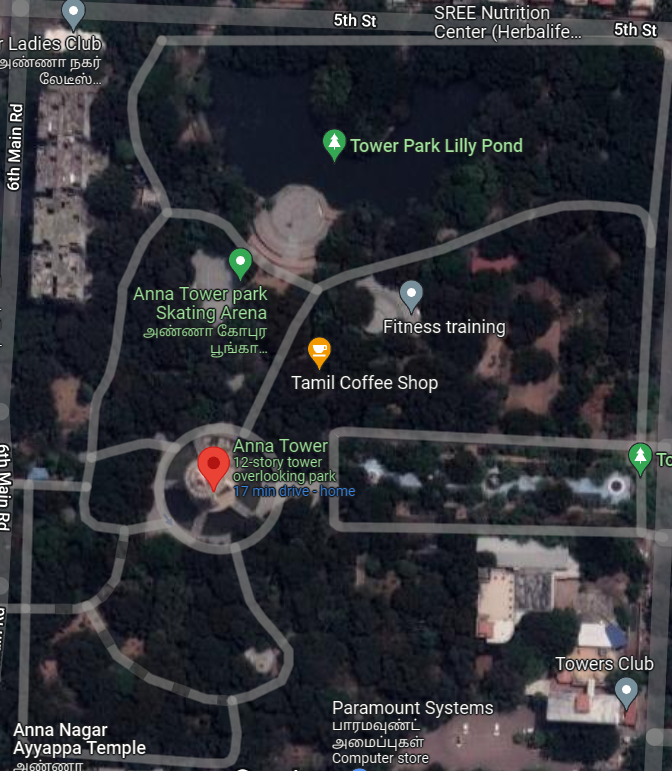 5th St
SREE Nutrition
Center (Herbalife...
5th St
r Ladies Club
அண்ணா நகர்
லேடீஸ்...
6th Main Rd
Tower Park Lilly Pond
Anna Tower park
Skating Arena
அண்ணா கோபுர
பூங்கா...
Fitness training
Tamil Coffee Shop
Anna Tower
12-story tower
overlooking park
17 min drive - home
To
6th Main Rd
Towers Club
Paramount Systems
பாரமவுண்ட்
அமைப்புகள்
Computer store
Anna Nagar
Ayyappa Temple
அண்ணா